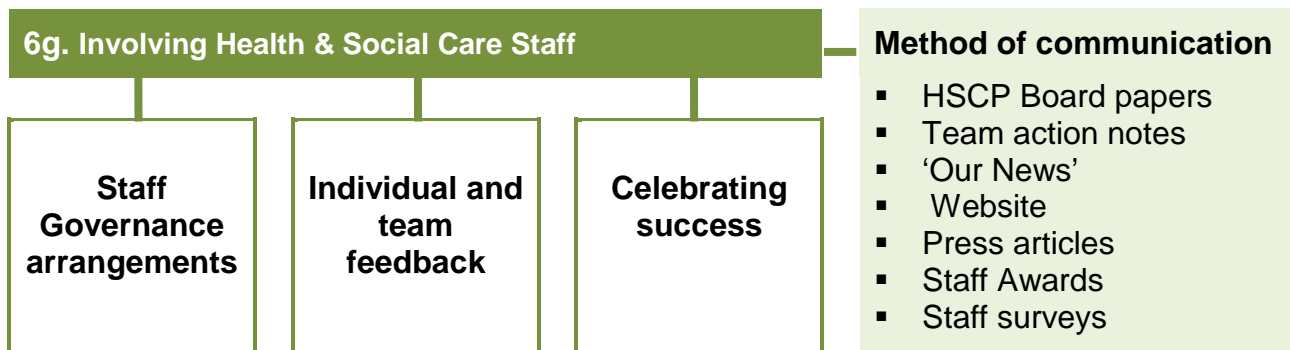 6g. Involving Health & Social Care Staff
Staff
Governance
arrangements
Individual and
team
feedback
Celebrating
success
Method of communication
▪ HSCP Board papers
▪ Team action notes
▪ ‘Our News’
▪ Website
▪ Press articles
▪ Staff Awards
▪ Staff surveys